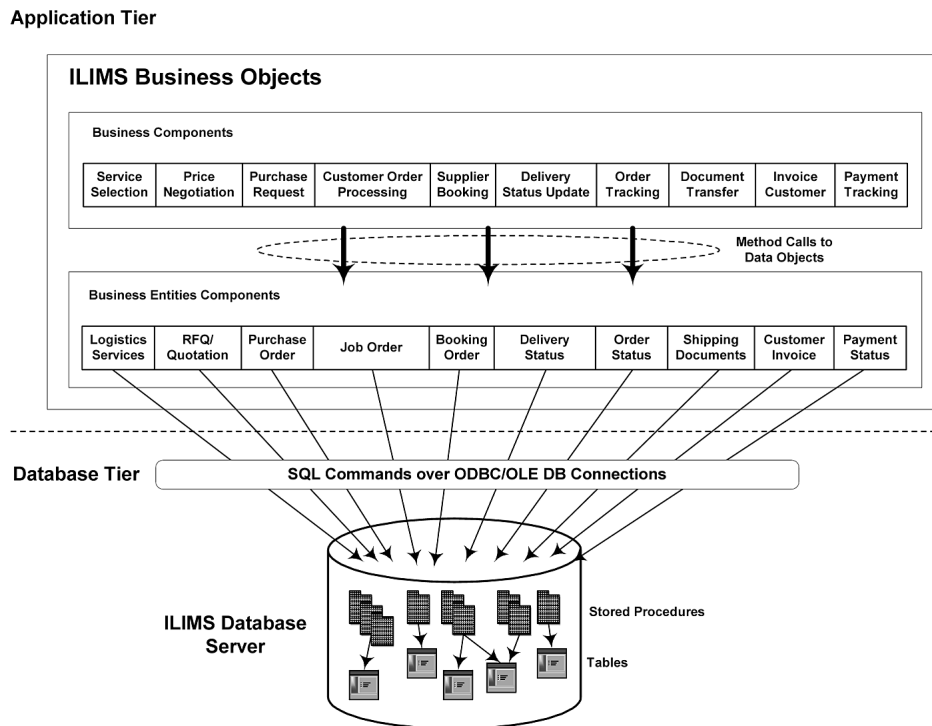 Application Tier
ILIMS Business Objects
Business Components
Service
Selection
Price
Negotiation
Purchase
Request
Customer Order
Processing
Supplier
Booking
Delivery
Status Update
Order
Tracking
Document
Transfer
Invoice
Customer
Payment
Tracking
Method Calls to
Data Objects
Business Entities Components
Logistics
Services
RFQ/
Quotation
Purchase
Order
Job Order
Booking
Order
Delivery
Status
Order
Status
Shipping
Documents
Customer
Invoice
Payment
Status
Database Tier
SQL Commands over ODBC/OLE DB Connections
ILIMS Database
Server
Stored Procedures
Tables